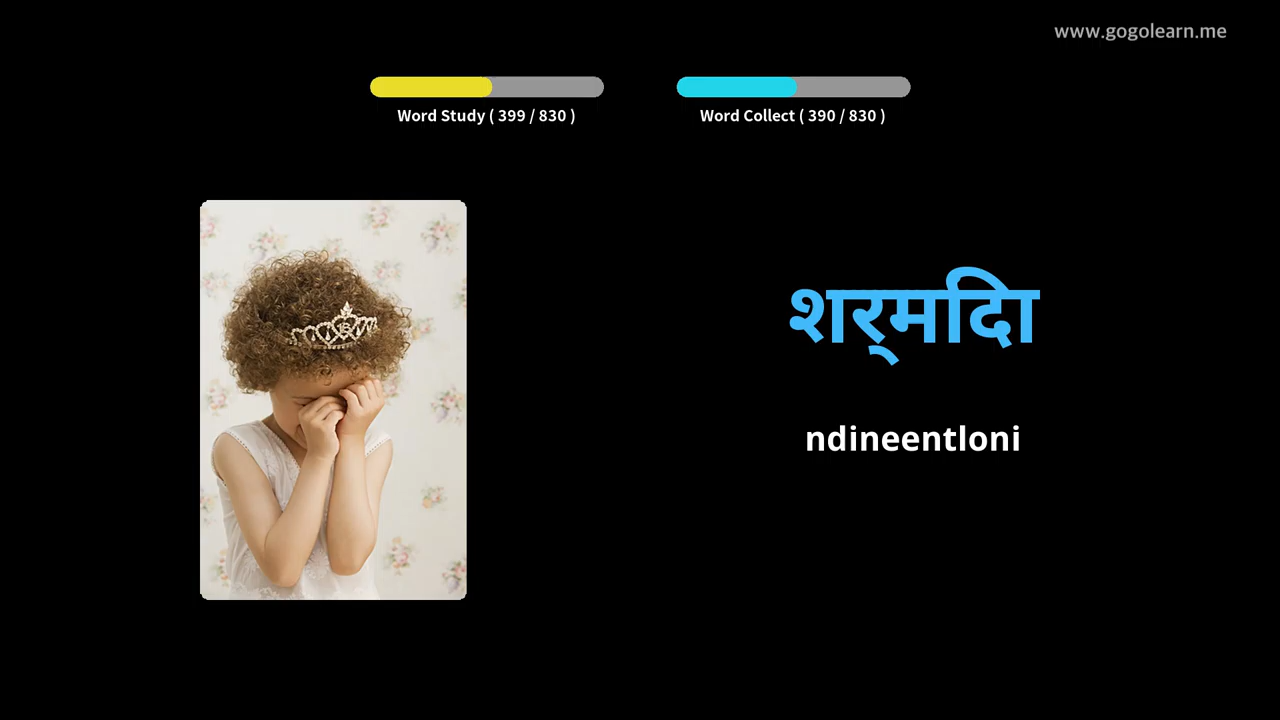 www.gogolearn.me
Word Study ( 399 / 830 )
Word Collect ( 390 / 830 )
शर्मिदा
ndineentloni